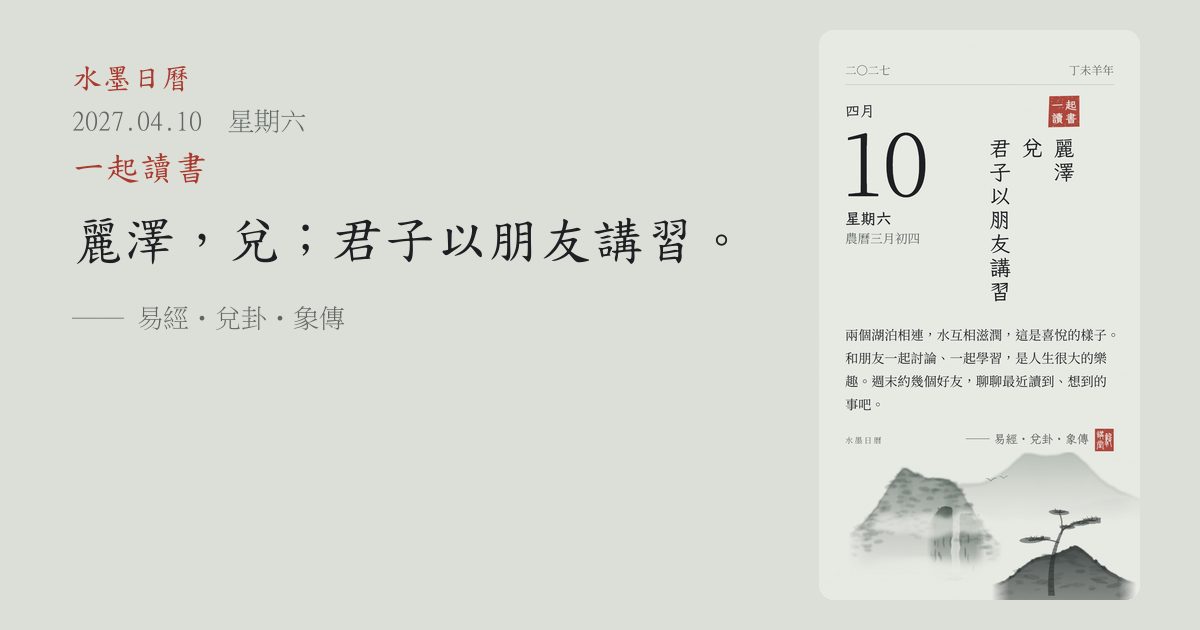 水墨日曆
2027.04.10 星期六
一起讀書
麗澤，兌；君子以朋友講習。
—— 易經・兌卦・象傳
二〇二七
丁未羊年
四月
10
星期六
農曆三月初四
一起
讀書
麗澤
兌
君子以朋友講習
兩個湖泊相連，水互相滋潤，這是喜悅的樣子。
和朋友一起討論、一起學習，是人生很大的樂
趣。週末約幾個好友，聊聊最近讀到、想到的
事吧。
水墨日曆
—— 易經・兌卦・象傳